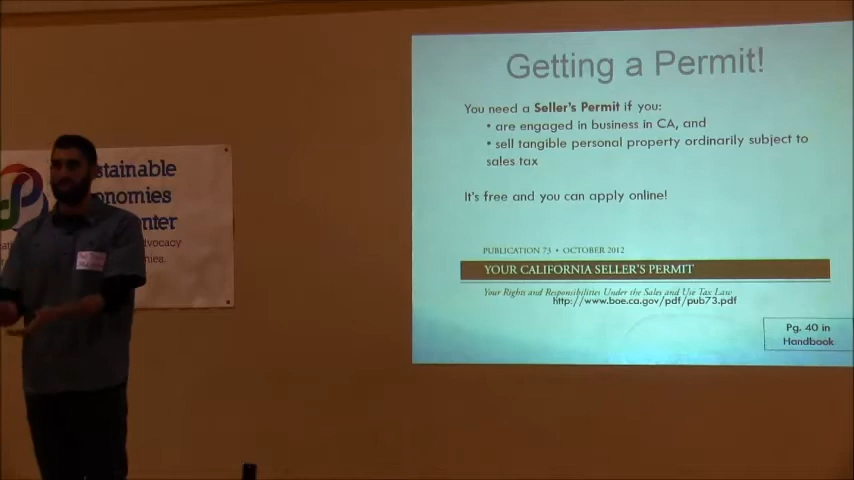 Getting a Permit!
You need a Seller's Permit if you:
• are engaged in business in CA, and
• sell tangible personal property ordinarily subject to
sales tax
It's free and you can apply online!
PUBLICATION 73 • OCTOBER 2012
YOUR CALIFORNIA SELLER'S PERMIT
Your Rights and Responsibilities Under the Sales and Use Tax Law
http://www.boe.ca.gov/pdf/pub73.pdf
Pg. 40 in
Handbook
stainable
onomies
nter
dvocacy
mies.